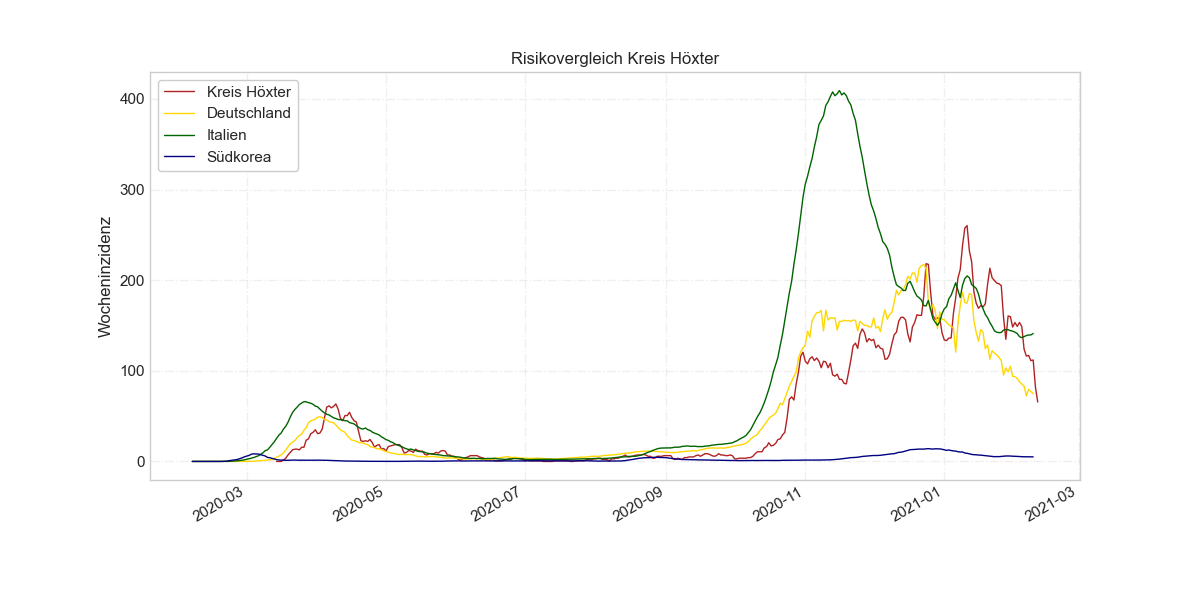 Risikovergleich Kreis Höxter
Kreis Höxter
Deutschland
Italien
Südkorea
Wocheninzidenz
400
300
200
100
0
2020-03
2020-05
2020-07
2020-09
2020-11
2021-01
2021-03